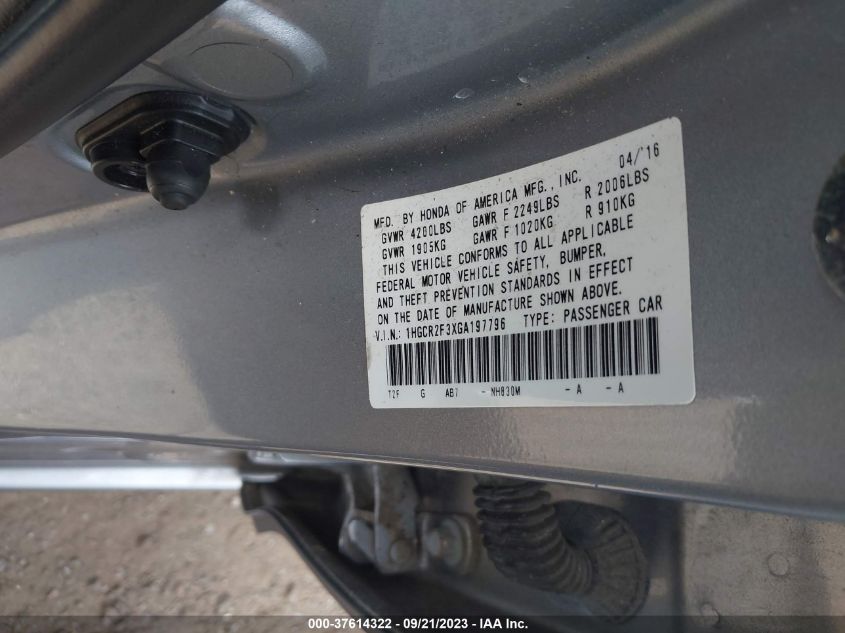 MFD. BY HONDA OF AMERICA MFG., INC. 04/'16
GVWR 4200LBS GAWR F 2249LBS R 2006LBS
GVWR 1905KG GAWR F 1020KG R 910KG
THIS VEHICLE CONFORMS TO ALL APPLICABLE
FEDERAL MOTOR VEHICLE SAFETY, BUMPER,
AND THEFT PREVENTION STANDARDS IN EFFECT
ON THE DATE OF MANUFACTURE SHOWN ABOVE.
V.I.N.: 1HGCR2F3XGA197796 TYPE: PASSENGER CAR
T2F G AB7 - NH830M - A - A
000-37614322 - 09/21/2023 - IAA Inc.